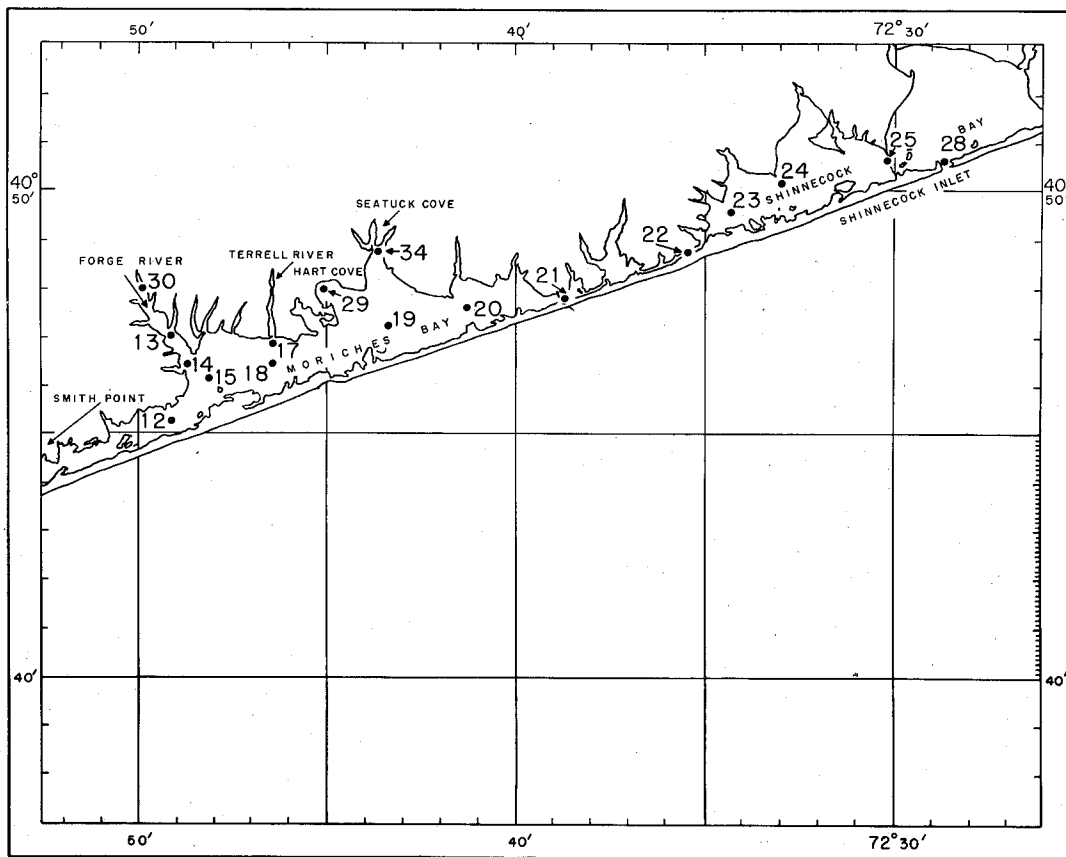 50' 40' 72° 30'
BAY
25 28
40° 50'
24 SHINNECOCK 40° 50'
SEATUCK COVE 23 SHINNECOCK INLET
TERRELL RIVER 34 22
FORGE RIVER HART COVE
30 29 21
19 20
13 17 MORICHES BAY
14 15 18
SMITH POINT 12
40' 40'
50' 40' 72° 30'